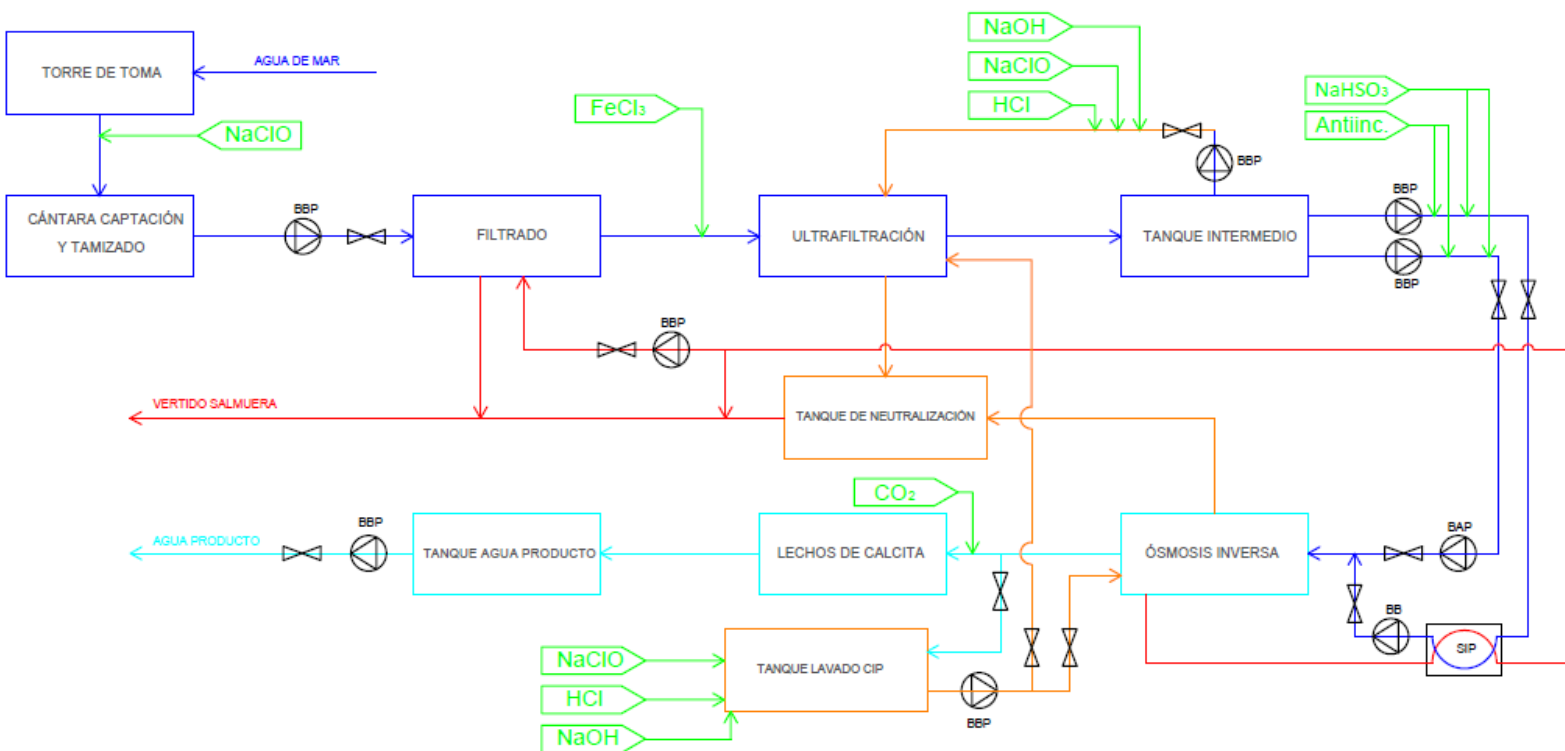 NaOH
NaClO
HCl
TORRE DE TOMA
AGUA DE MAR
FeCl₃
NaHSO₃
Antiinc.
NaClO
BBP
BBP
CÁNTARA CAPTACIÓN
Y TAMIZADO
BBP
FILTRADO
ULTRAFILTRACIÓN
TANQUE INTERMEDIO
BBP
BBP
VERTIDO SALMUERA
TANQUE DE NEUTRALIZACIÓN
CO₂
AGUA PRODUCTO
BBP
TANQUE AGUA PRODUCTO
LECHOS DE CALCITA
ÓSMOSIS INVERSA
BAP
BB
SIP
NaClO
HCl
NaOH
TANQUE LAVADO CIP
BBP